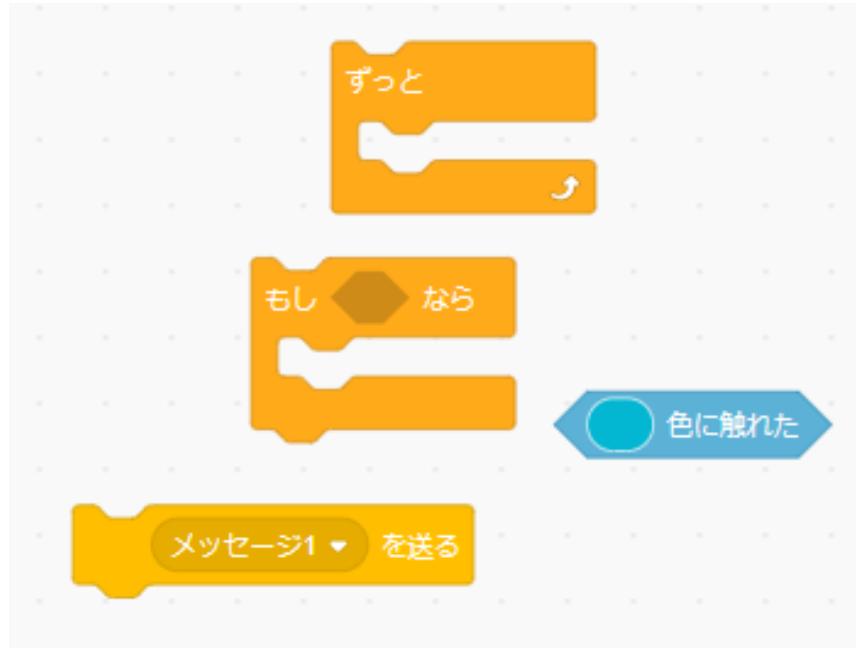 ずっと
もし なら
色に触れた
メッセージ1 を送る